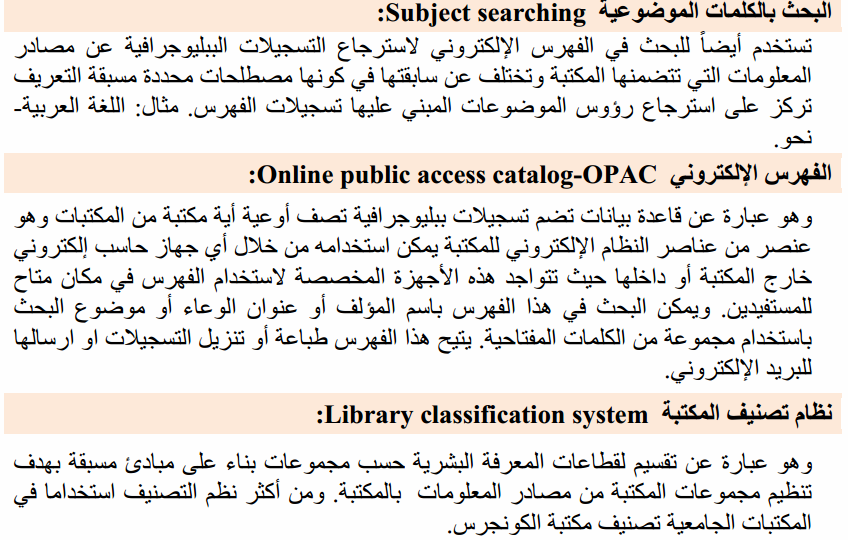 البحث بالكلمات الموضوعية Subject searching:
تستخدم أيضاً للبحث في الفهرس الإلكتروني لاسترجاع التسجيلات الببليوجرافية عن مصادر
المعلومات التي تتضمنها المكتبة وتختلف عن سابقتها في كونها مصطلحات محددة مسبقة التعريف
تركز على استرجاع رؤوس الموضوعات المبني عليها تسجيلات الفهرس. مثال: اللغة العربية-
نحو.
الفهرس الإلكتروني Online public access catalog-OPAC:
وهو عبارة عن قاعدة بيانات تضم تسجيلات ببليوجرافية تصف أوعية أية مكتبة من المكتبات وهو
عنصر من عناصر النظام الإلكتروني للمكتبة يمكن استخدامه من خلال أي جهاز حاسب إلكتروني
خارج المكتبة أو داخلها حيث تتواجد هذه الأجهزة المخصصة لاستخدام الفهرس في مكان متاح
للمستفيدين. ويمكن البحث في هذا الفهرس باسم المؤلف أو عنوان الوعاء أو موضوع البحث
باستخدام مجموعة من الكلمات المفتاحية. يتيح هذا الفهرس طباعة أو تنزيل التسجيلات او ارسالها
للبريد الإلكتروني.
نظام تصنيف المكتبة Library classification system:
وهو عبارة عن تقسيم لقطاعات المعرفة البشرية حسب مجموعات بناء على مبادئ مسبقة بهدف
تنظيم مجموعات المكتبة من مصادر المعلومات بالمكتبة. ومن أكثر نظم التصنيف استخداما في
المكتبات الجامعية تصنيف مكتبة الكونجرس.